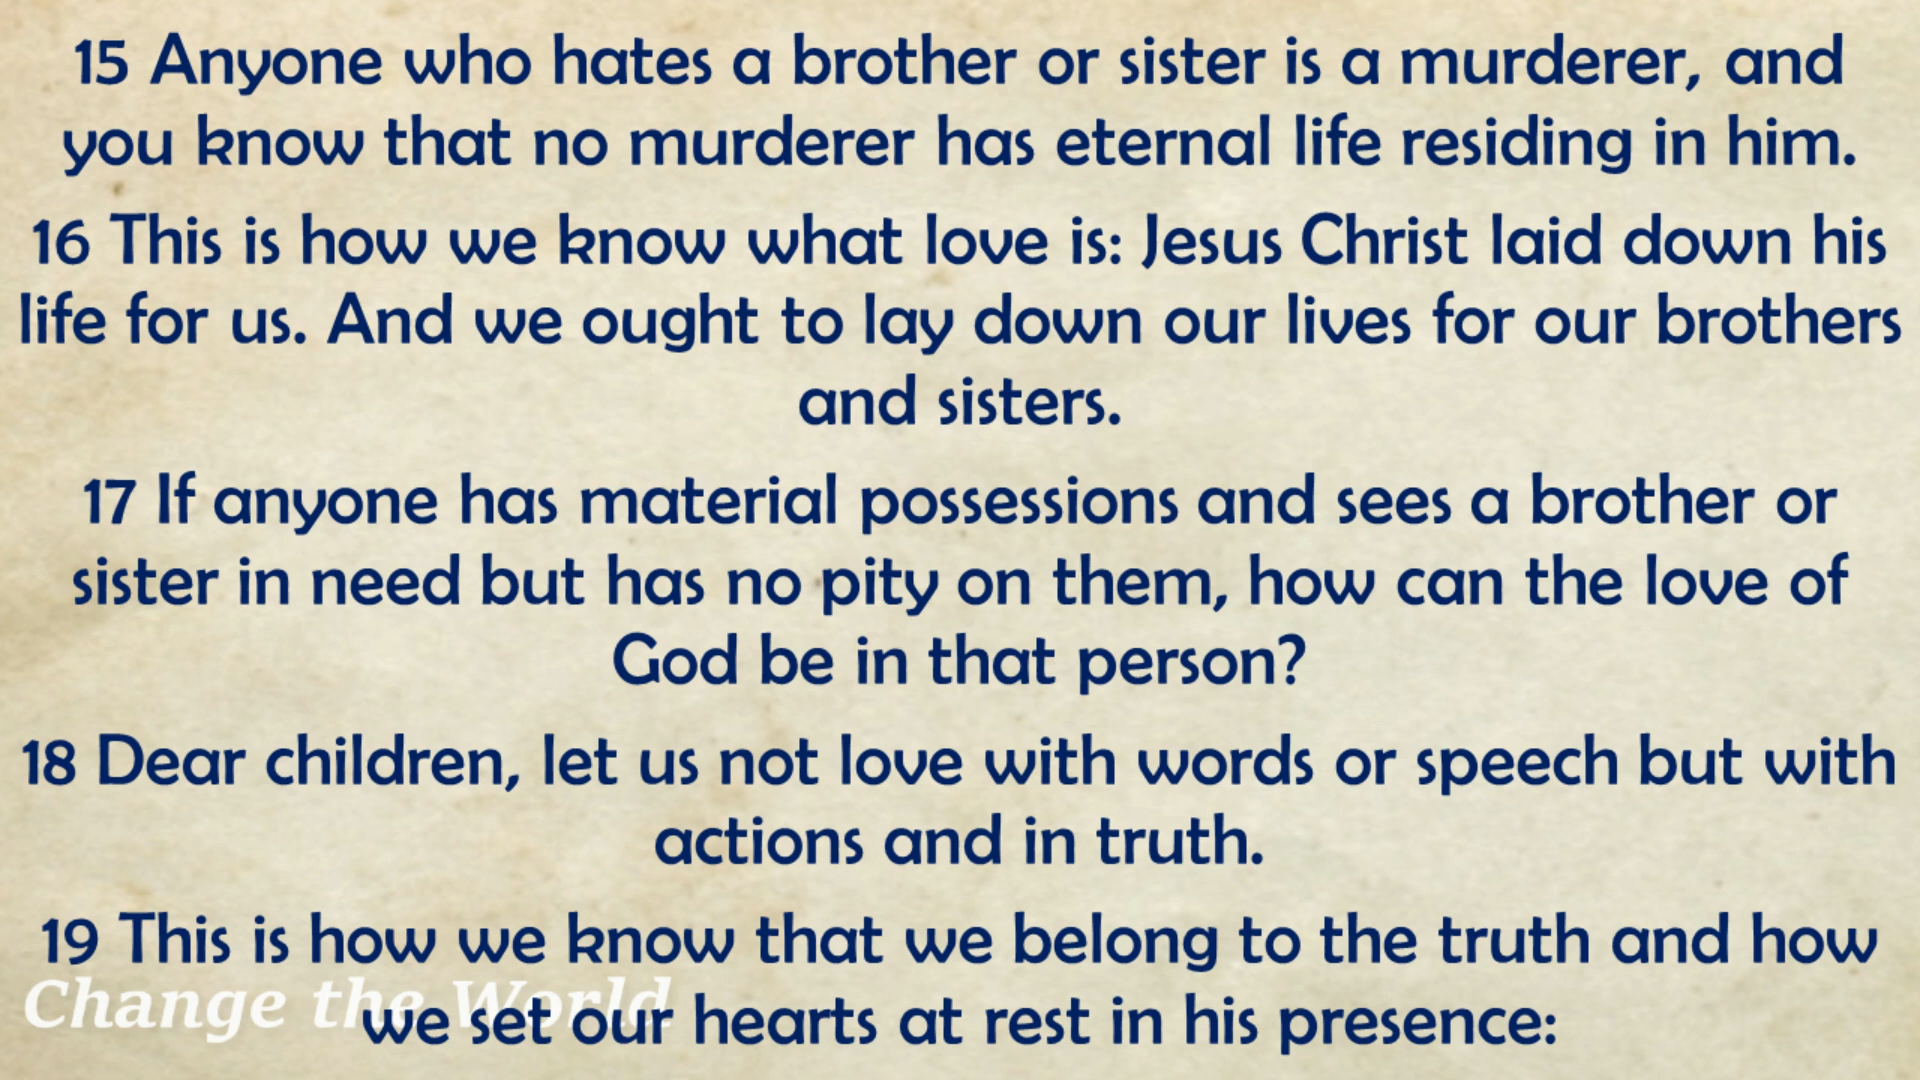 15 Anyone who hates a brother or sister is a murderer, and
you know that no murderer has eternal life residing in him.
16 This is how we know what love is: Jesus Christ laid down his
life for us. And we ought to lay down our lives for our brothers
and sisters.
17 If anyone has material possessions and sees a brother or
sister in need but has no pity on them, how can the love of
God be in that person?
18 Dear children, let us not love with words or speech but with
actions and in truth.
19 This is how we know that we belong to the truth and how
we set our hearts at rest in his presence:
Change the World